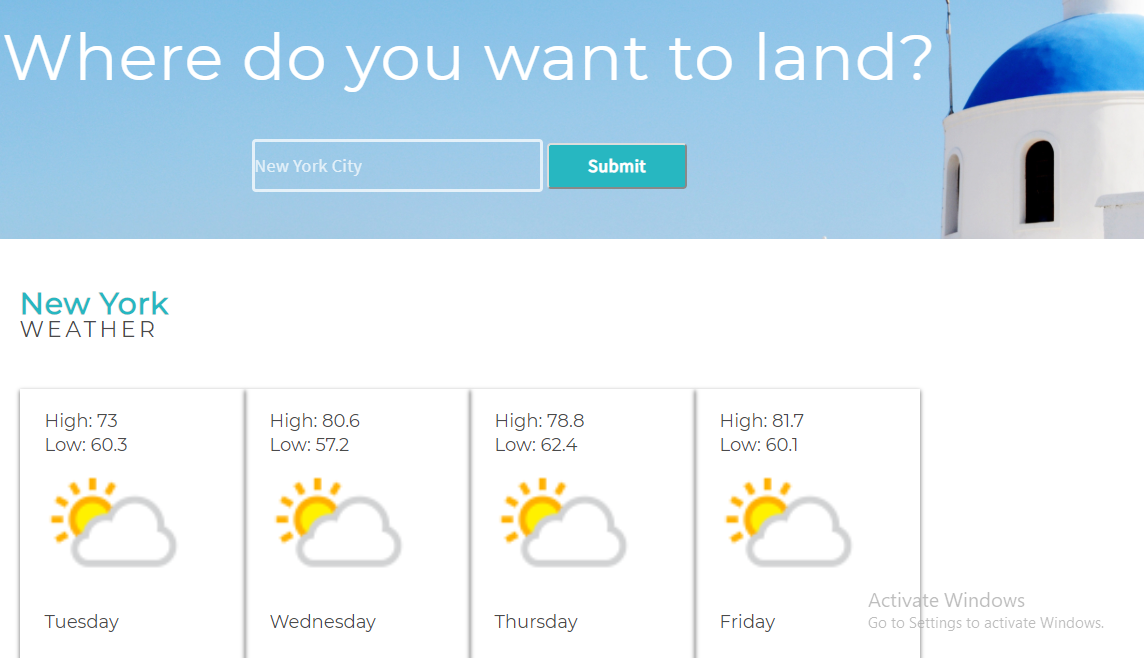 Where do you want to land?
New York City
Submit
New York
WEATHER
High: 73
Low: 60.3
Tuesday
High: 80.6
Low: 57.2
Wednesday
High: 78.8
Low: 62.4
Thursday
High: 81.7
Low: 60.1
Friday
Activate Windows
Go to Settings to activate Windows.